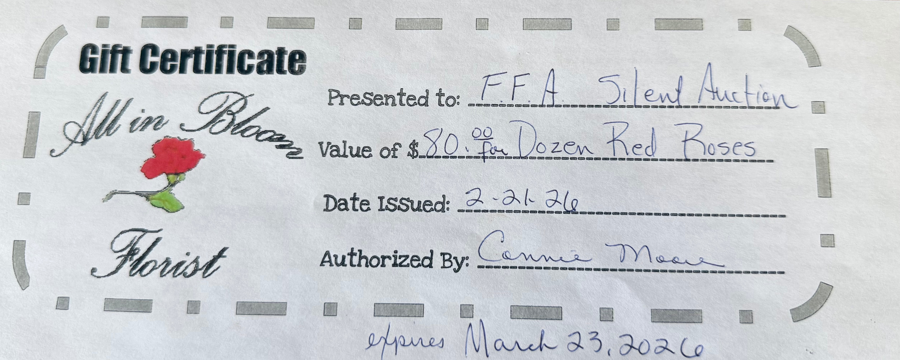 Gift Certificate
All in Bloom
Florist
Presented to: F.F.A. Silent Auction
Value of $ 80.00 for Dozen Red Roses
Date Issued: 2-21-26
Authorized By: Connie Moore
expires March 23, 2026